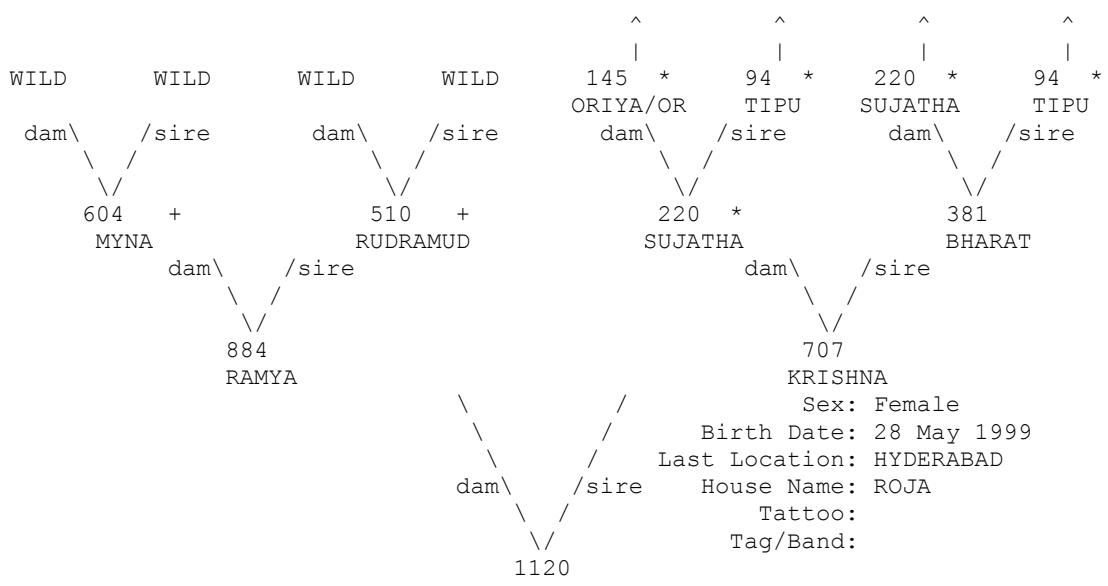 ^ ^ ^ ^
| | | |
WILD WILD WILD WILD 145 * 94 * 220 * 94 *
ORIYA/OR TIPU SUJATHA TIPU
dam\ /sire dam\ /sire dam\ /sire dam\ /sire
\ / \ / \ / \ /
\/ \/ \/ \/
604 + 510 + 220 * 381
MYNA RUDRAMUD SUJATHA BHARAT
dam\ /sire dam\ /sire
\ / \ /
\/ \/
884 707
RAMYA KRISHNA
\ / Sex: Female
\ / Birth Date: 28 May 1999
\ / Last Location: HYDERABAD
dam\ /sire House Name: ROJA
\ / Tattoo:
\/ Tag/Band:
1120